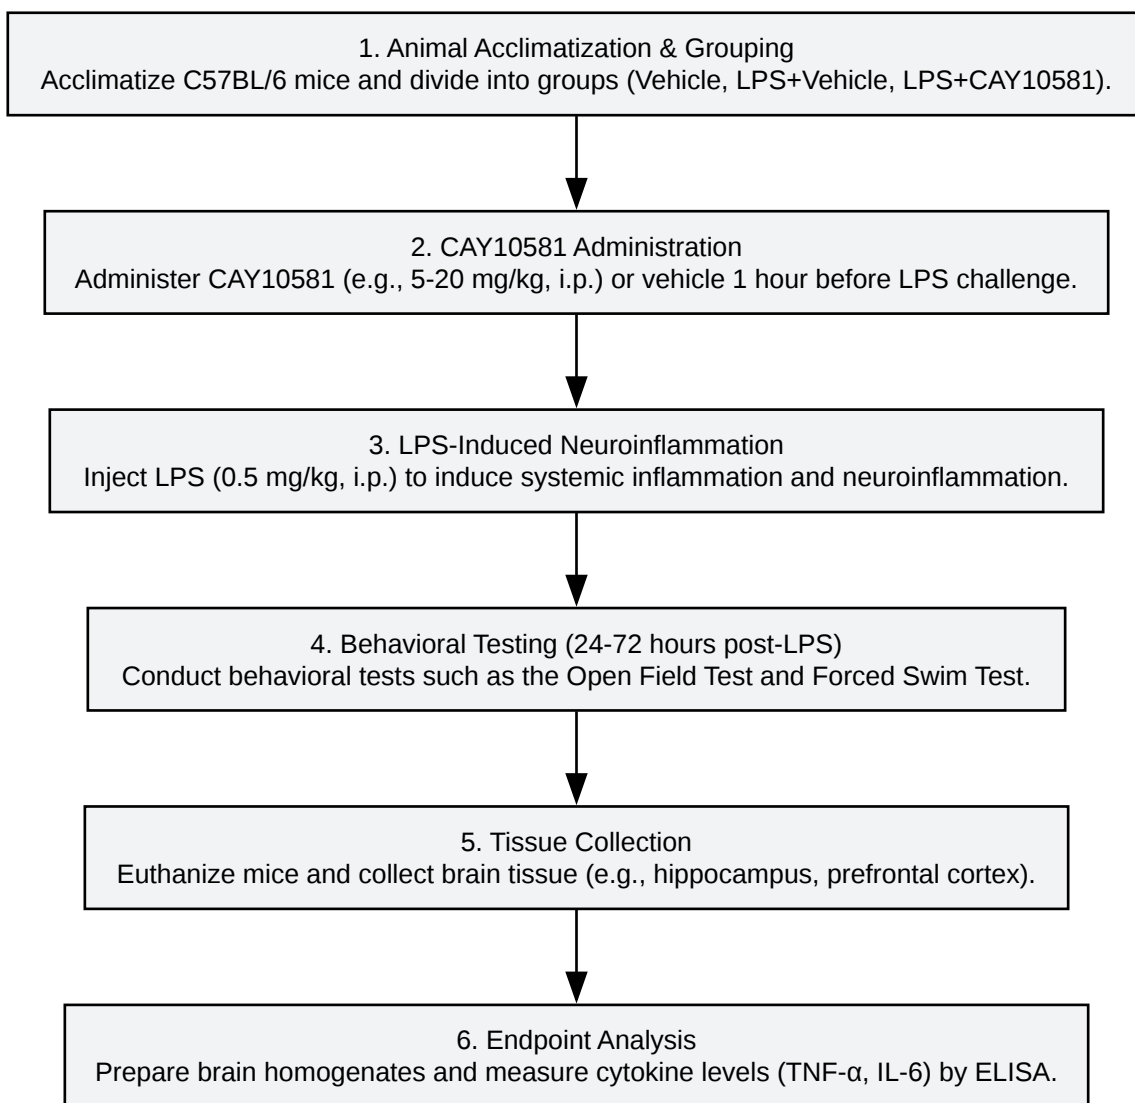 1. Animal Acclimatization & Grouping
Acclimatize C57BL/6 mice and divide into groups (Vehicle, LPS+Vehicle, LPS+CAY10581).
2. CAY10581 Administration
Administer CAY10581 (e.g., 5-20 mg/kg, i.p.) or vehicle 1 hour before LPS challenge.
3. LPS-Induced Neuroinflammation
Inject LPS (0.5 mg/kg, i.p.) to induce systemic inflammation and neuroinflammation.
4. Behavioral Testing (24-72 hours post-LPS)
Conduct behavioral tests such as the Open Field Test and Forced Swim Test.
5. Tissue Collection
Euthanize mice and collect brain tissue (e.g., hippocampus, prefrontal cortex).
6. Endpoint Analysis
Prepare brain homogenates and measure cytokine levels (TNF-α, IL-6) by ELISA.